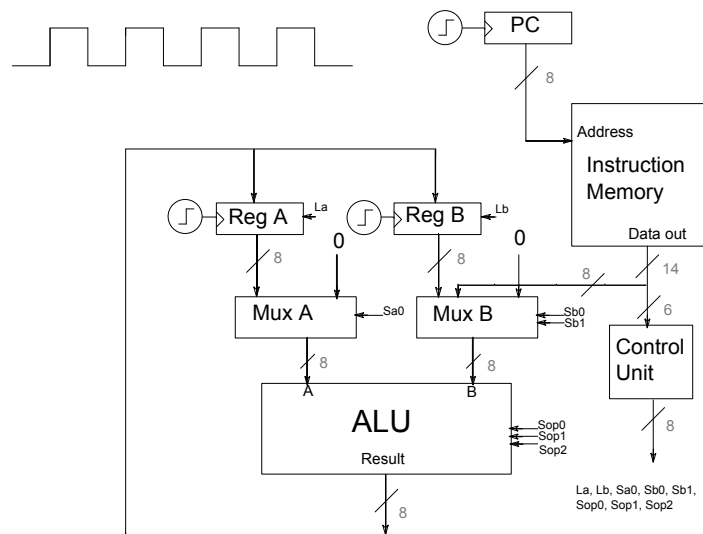 PC
8
Address
Instruction
Memory
Data out
Reg A
La
Reg B
Lb
8
0
8
0
8
14
6
Mux A
Sa0
Mux B
Sb0
Sb1
Control
Unit
8
8
8
A
B
ALU
Sop0
Sop1
Sop2
Result
8
La, Lb, Sa0, Sb0, Sb1,
Sop0, Sop1, Sop2